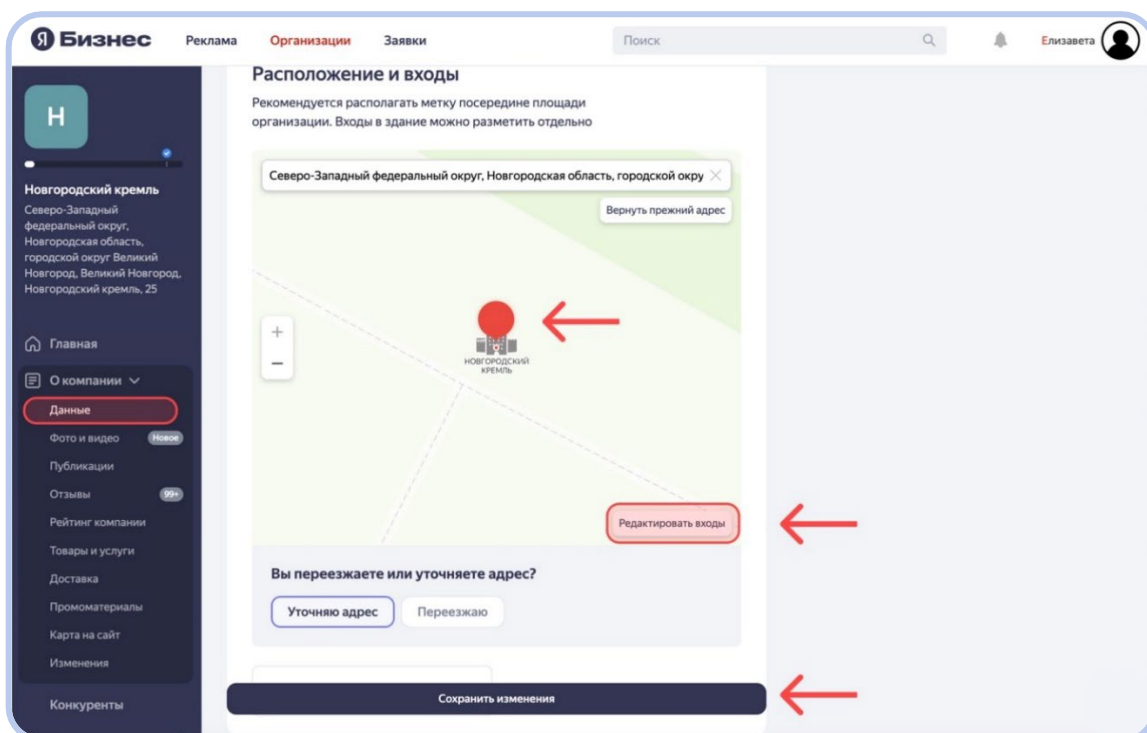 Я Бизнес
Реклама
Организации
Заявки
Поиск
Елизавета
Н
Новгородский кремль
Северо-Западный
федеральный округ,
Новгородская область,
городской округ Великий
Новгород, Великий Новгород,
Новгородский кремль, 25
Главная
О компании
Данные
Фото и видео
Новое
Публикации
Отзывы
99+
Рейтинг компании
Товары и услуги
Доставка
Промоматериалы
Карта на сайт
Изменения
Конкуренты
Расположение и входы
Рекомендуется располагать метку посередине площади
организации. Входы в здание можно разметить отдельно
Северо-Западный федеральный округ, Новгородская область, городской окру
Вернуть прежний адрес
+
−
НОВГОРОДСКИЙ
КРЕМЛЬ
Редактировать входы
Вы переезжаете или уточняете адрес?
Уточняю адрес
Переезжаю
Сохранить изменения